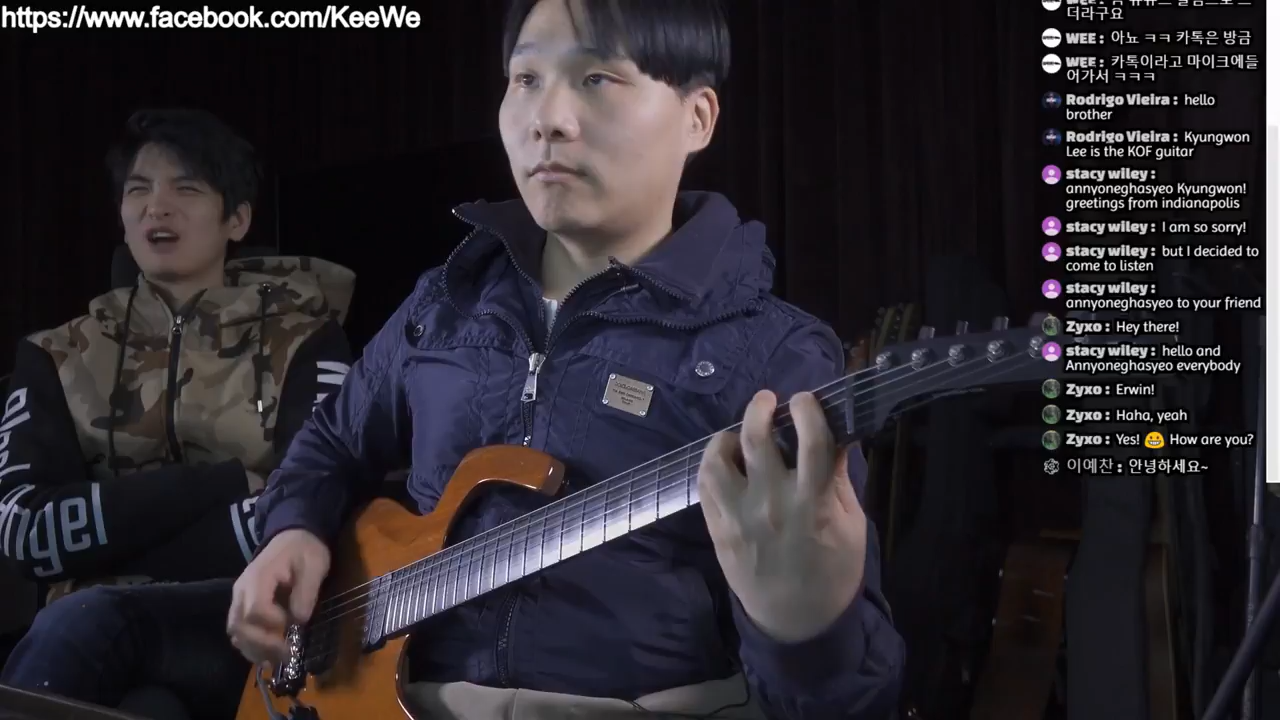 https://www.facebook.com/KeeWe
더라구요
WEE : 아뇨 ㅋㅋ 카톡은 방금
WEE : 카톡이라고 마이크에들
어가서 ㅋㅋㅋ
Rodrigo Vieira : hello
brother
Rodrigo Vieira : Kyungwon
Lee is the KOF guitar
stacy wiley :
annyoneghasyeo Kyungwon!
greetings from indianapolis
stacy wiley : I am so sorry!
stacy wiley : but I decided to
come to listen
stacy wiley :
annyoneghasyeo to your friend
Zyxo : Hey there!
stacy wiley : hello and
Annyoneghasyeo everybody
Zyxo : Erwin!
Zyxo : Haha, yeah
Zyxo : Yes! 😀 How are you?
이예찬 : 안녕하세요~